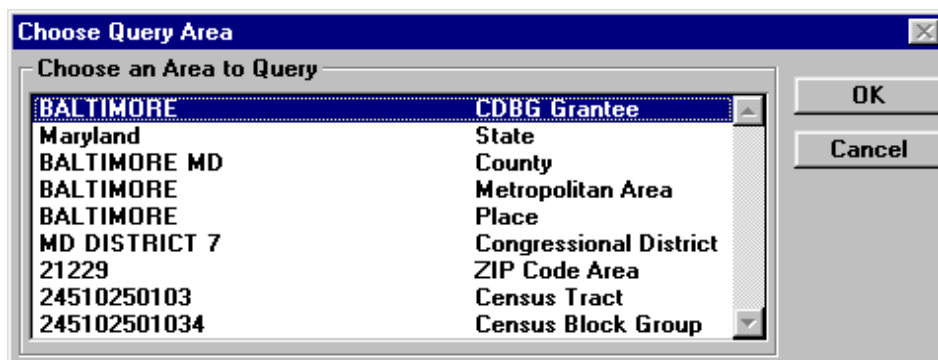 Choose Query Area
Choose an Area to Query
BALTIMORE CDBG Grantee
Maryland State
BALTIMORE MD County
BALTIMORE Metropolitan Area
BALTIMORE Place
MD DISTRICT 7 Congressional District
21229 ZIP Code Area
24510250103 Census Tract
245102501034 Census Block Group
OK
Cancel